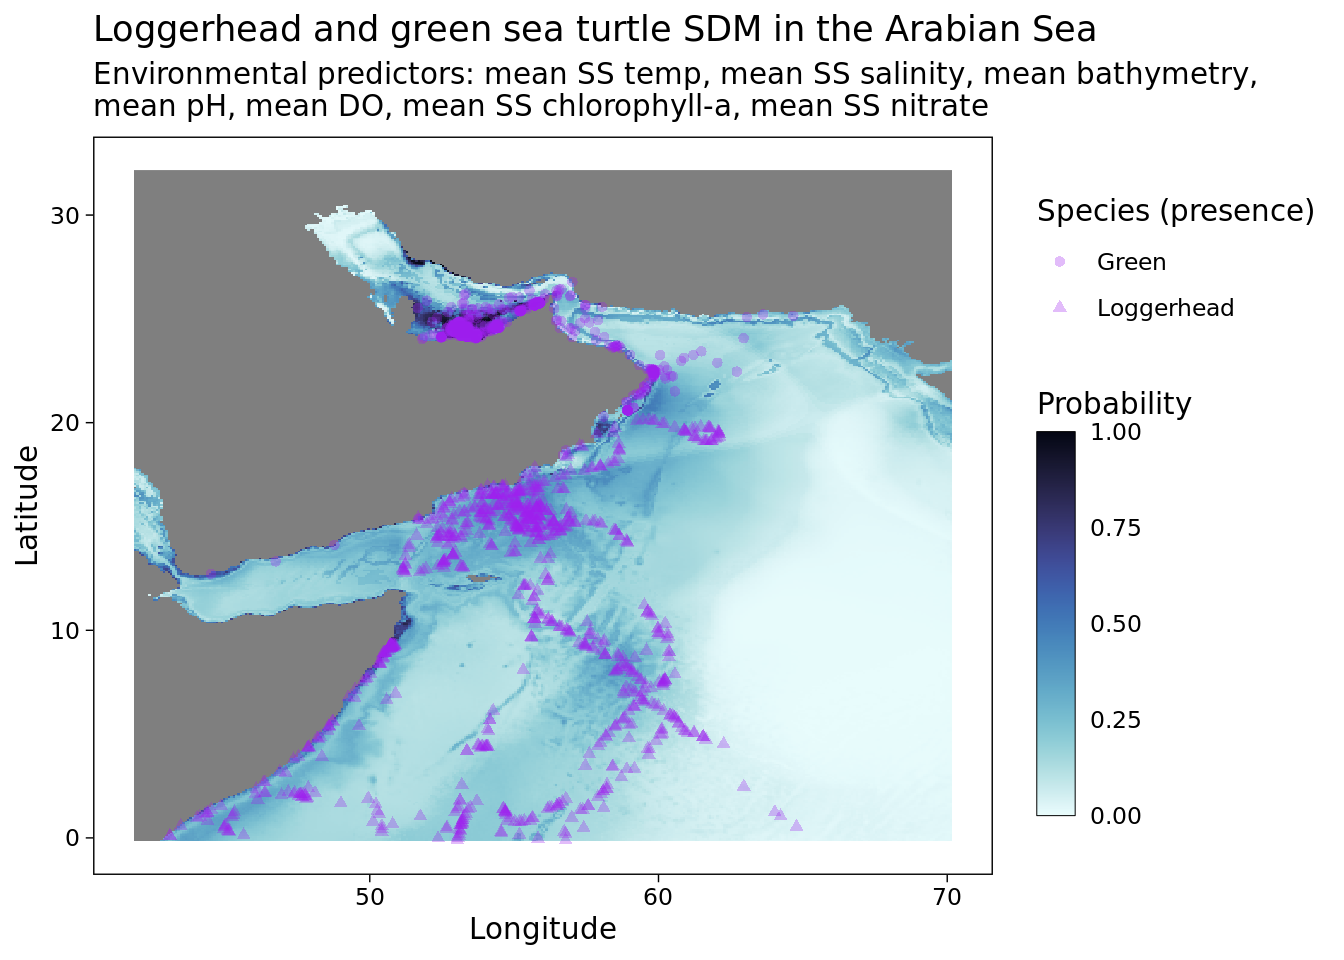 Loggerhead and green sea turtle SDM in the Arabian Sea
Environmental predictors: mean SS temp, mean SS salinity, mean bathymetry,
mean pH, mean DO, mean SS chlorophyll-a, mean SS nitrate
Species (presence)
Green
Loggerhead
Probability
1.00
0.75
0.50
0.25
0.00
Latitude
30
20
10
0
50
60
70
Longitude